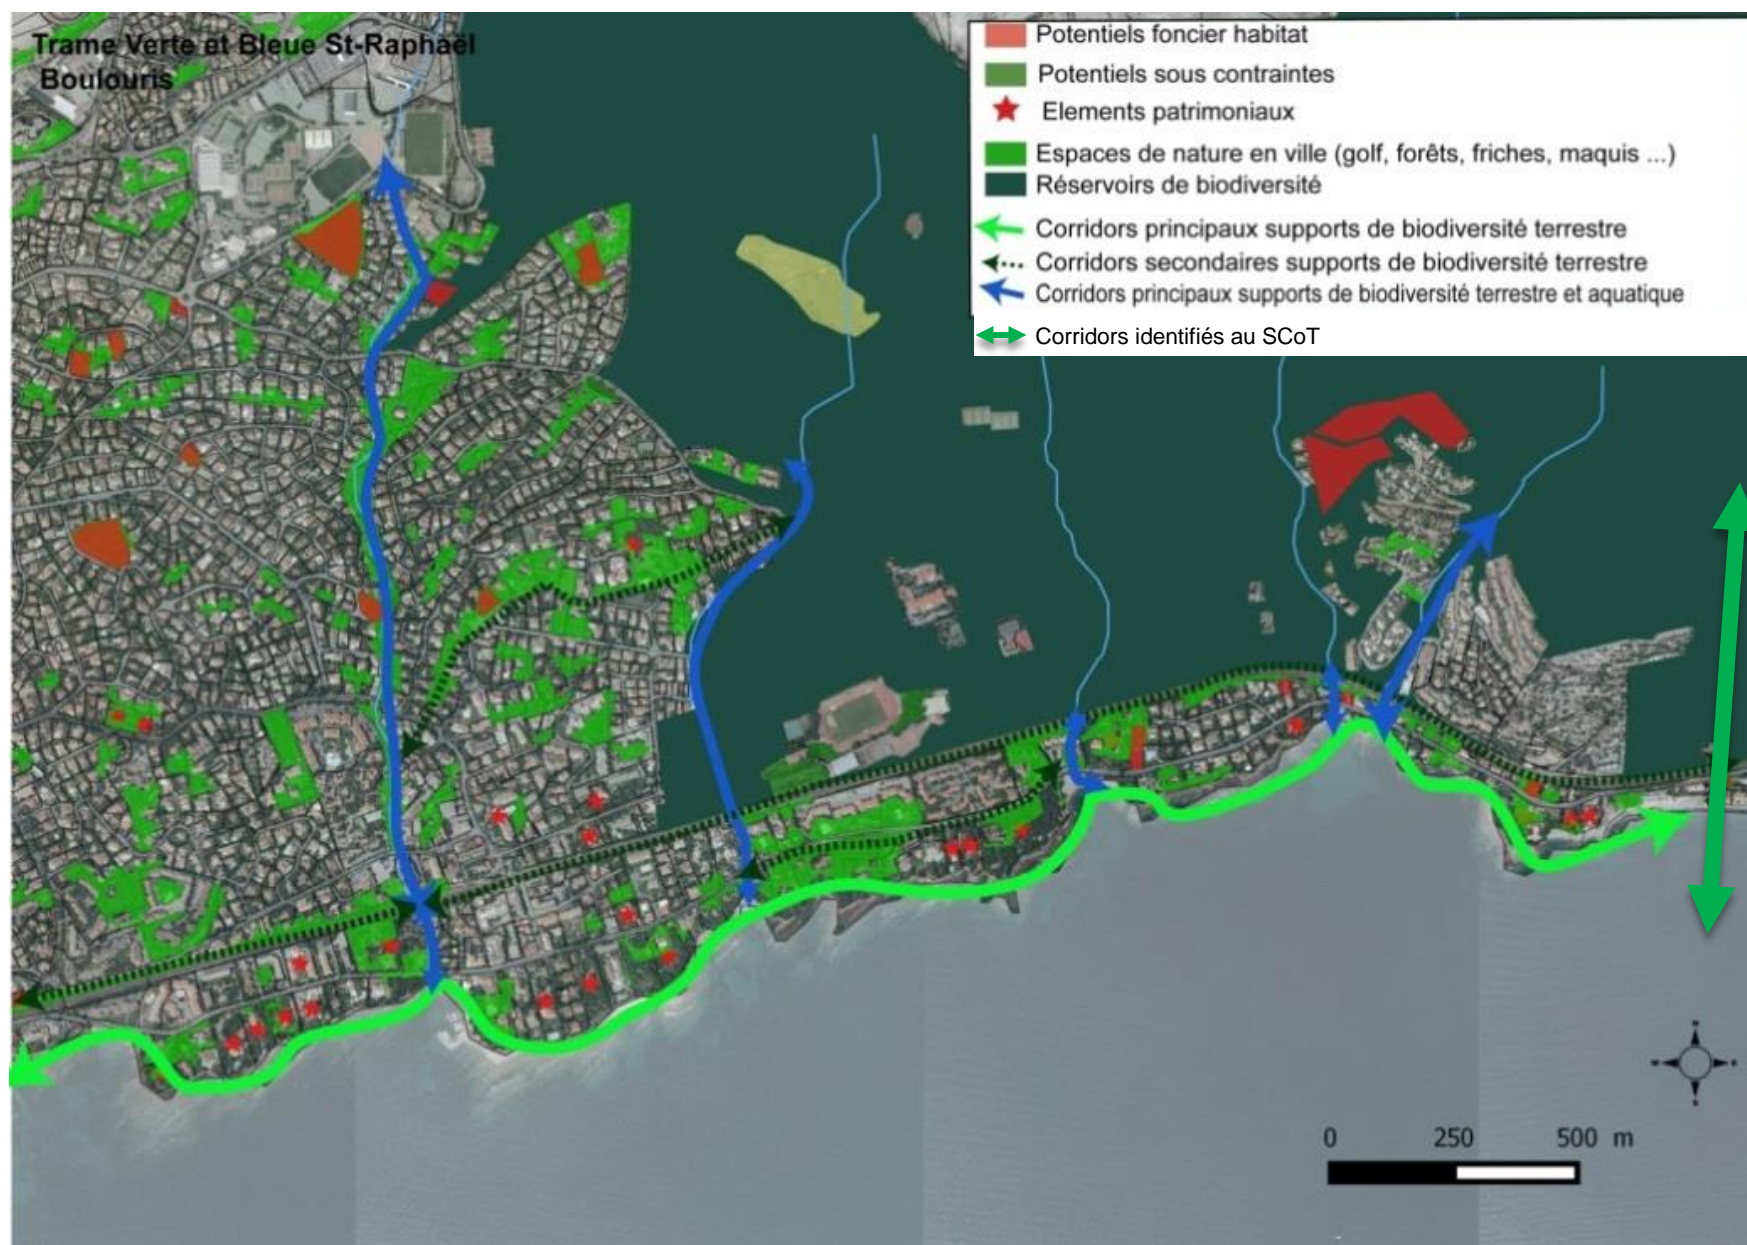 Trame Verte et Bleue St-Raphaël
Boulouris
Potentiels foncier habitat
Potentiels sous contraintes
Elements patrimoniaux
Espaces de nature en ville (golf, forêts, friches, maquis ...)
Réservoirs de biodiversité
Corridors principaux supports de biodiversité terrestre
Corridors secondaires supports de biodiversité terrestre
Corridors principaux supports de biodiversité terrestre et aquatique
Corridors identifiés au SCoT
0 250 500 m